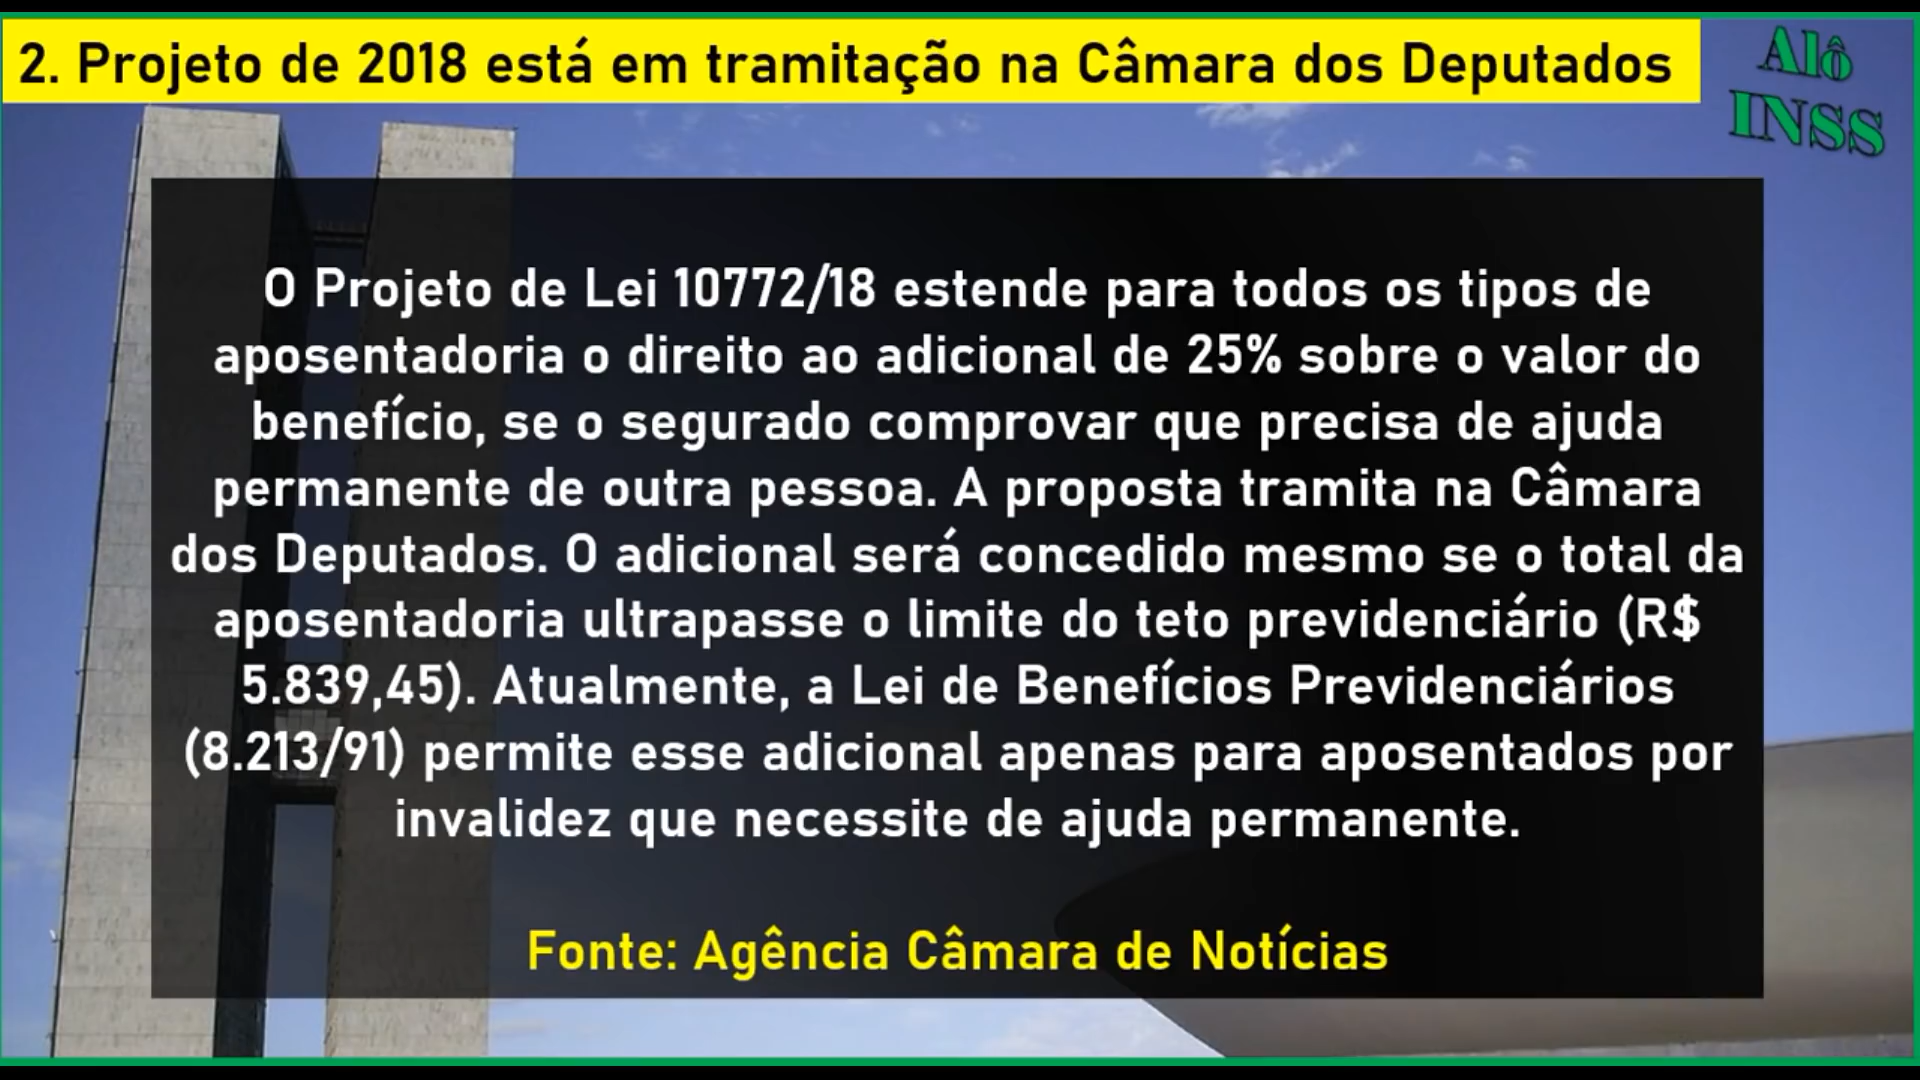 2. Projeto de 2018 está em tramitação na Câmara dos Deputados
Alô
INSS
O Projeto de Lei 10772/18 estende para todos os tipos de
aposentadoria o direito ao adicional de 25% sobre o valor do
benefício, se o segurado comprovar que precisa de ajuda
permanente de outra pessoa. A proposta tramita na Câmara
dos Deputados. O adicional será concedido mesmo se o total da
aposentadoria ultrapasse o limite do teto previdenciário (R$
5.839,45). Atualmente, a Lei de Benefícios Previdenciários
(8.213/91) permite esse adicional apenas para aposentados por
invalidez que necessite de ajuda permanente.
Fonte: Agência Câmara de Notícias